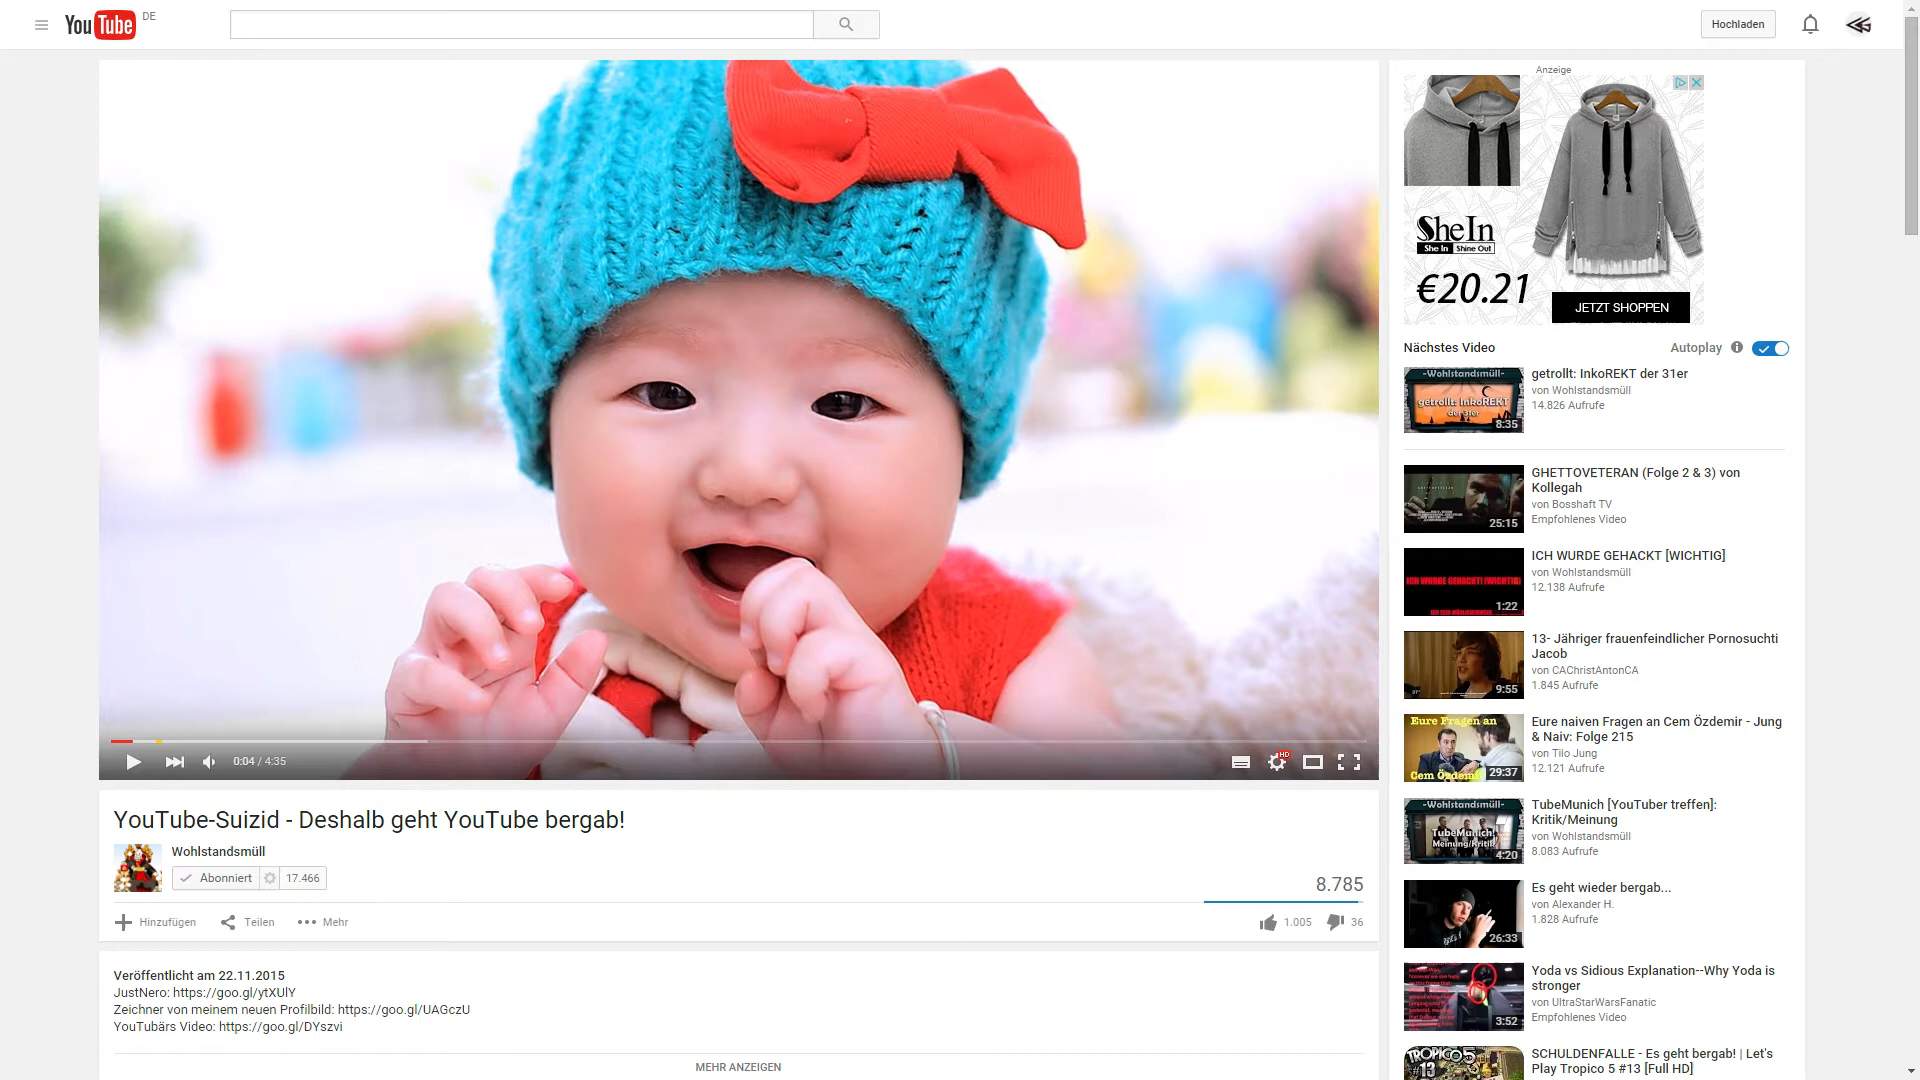 YouTube DE
Hochladen
Anzeige
SheIn
She In Shine Out
€20.21
JETZT SHOPPEN
Nächstes Video
Autoplay
-Wohlstandsmüll-
getrollt: InkoREKT
der 31er
8:35
getrollt: InkoREKT der 31er
von Wohlstandsmüll
14.826 Aufrufe
25:15
GHETTOVETERAN (Folge 2 & 3) von
Kollegah
von Bosshaft TV
Empfohlenes Video
ICH WURDE GEHACKT! [WICHTIG]
1:22
ICH WURDE GEHACKT [WICHTIG]
von Wohlstandsmüll
12.138 Aufrufe
9:55
13- Jähriger frauenfeindlicher Pornosuchti
Jacob
von CAChristAntonCA
1.845 Aufrufe
Eure Fragen an
Cem Özdemir
29:37
Eure naiven Fragen an Cem Özdemir - Jung
& Naiv: Folge 215
von Tilo Jung
12.121 Aufrufe
-Wohlstandsmüll-
TubeMunich!
Meinung/Kritik
4:20
TubeMunich [YouTuber treffen]:
Kritik/Meinung
von Wohlstandsmüll
8.083 Aufrufe
26:33
Es geht wieder bergab...
von Alexander H.
1.828 Aufrufe
3:52
Yoda vs Sidious Explanation--Why Yoda is
stronger
von UltraStarWarsFanatic
Empfohlenes Video
TROPICO 5
#13
SCHULDENFALLE - Es geht bergab! | Let's
Play Tropico 5 #13 [Full HD]
0:04 / 4:35
HD
YouTube-Suizid - Deshalb geht YouTube bergab!
Wohlstandsmüll
Abonniert 17.466
8.785
Hinzufügen Teilen Mehr
1.005 36
Veröffentlicht am 22.11.2015
JustNero: https://goo.gl/ytXUlY
Zeichner von meinem neuen Profilbild: https://goo.gl/UAGczU
YouTubärs Video: https://goo.gl/DYszvi
MEHR ANZEIGEN